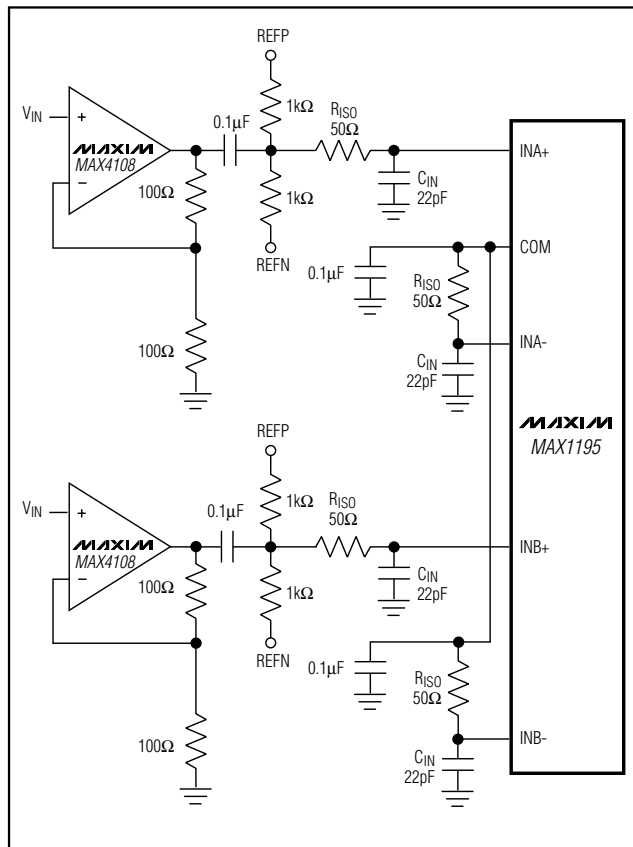 REFP
VIN
+
MAXIM
MAX4108
−
0.1µF
1kΩ
RISO
50Ω
INA+
100Ω
1kΩ
CIN
22pF
REFN
COM
0.1µF
RISO
50Ω
100Ω
INA-
CIN
22pF
MAXIM
MAX1195
REFP
VIN
+
MAXIM
MAX4108
−
0.1µF
1kΩ
RISO
50Ω
INB+
100Ω
1kΩ
CIN
22pF
REFN
0.1µF
RISO
50Ω
100Ω
INB-
CIN
22pF